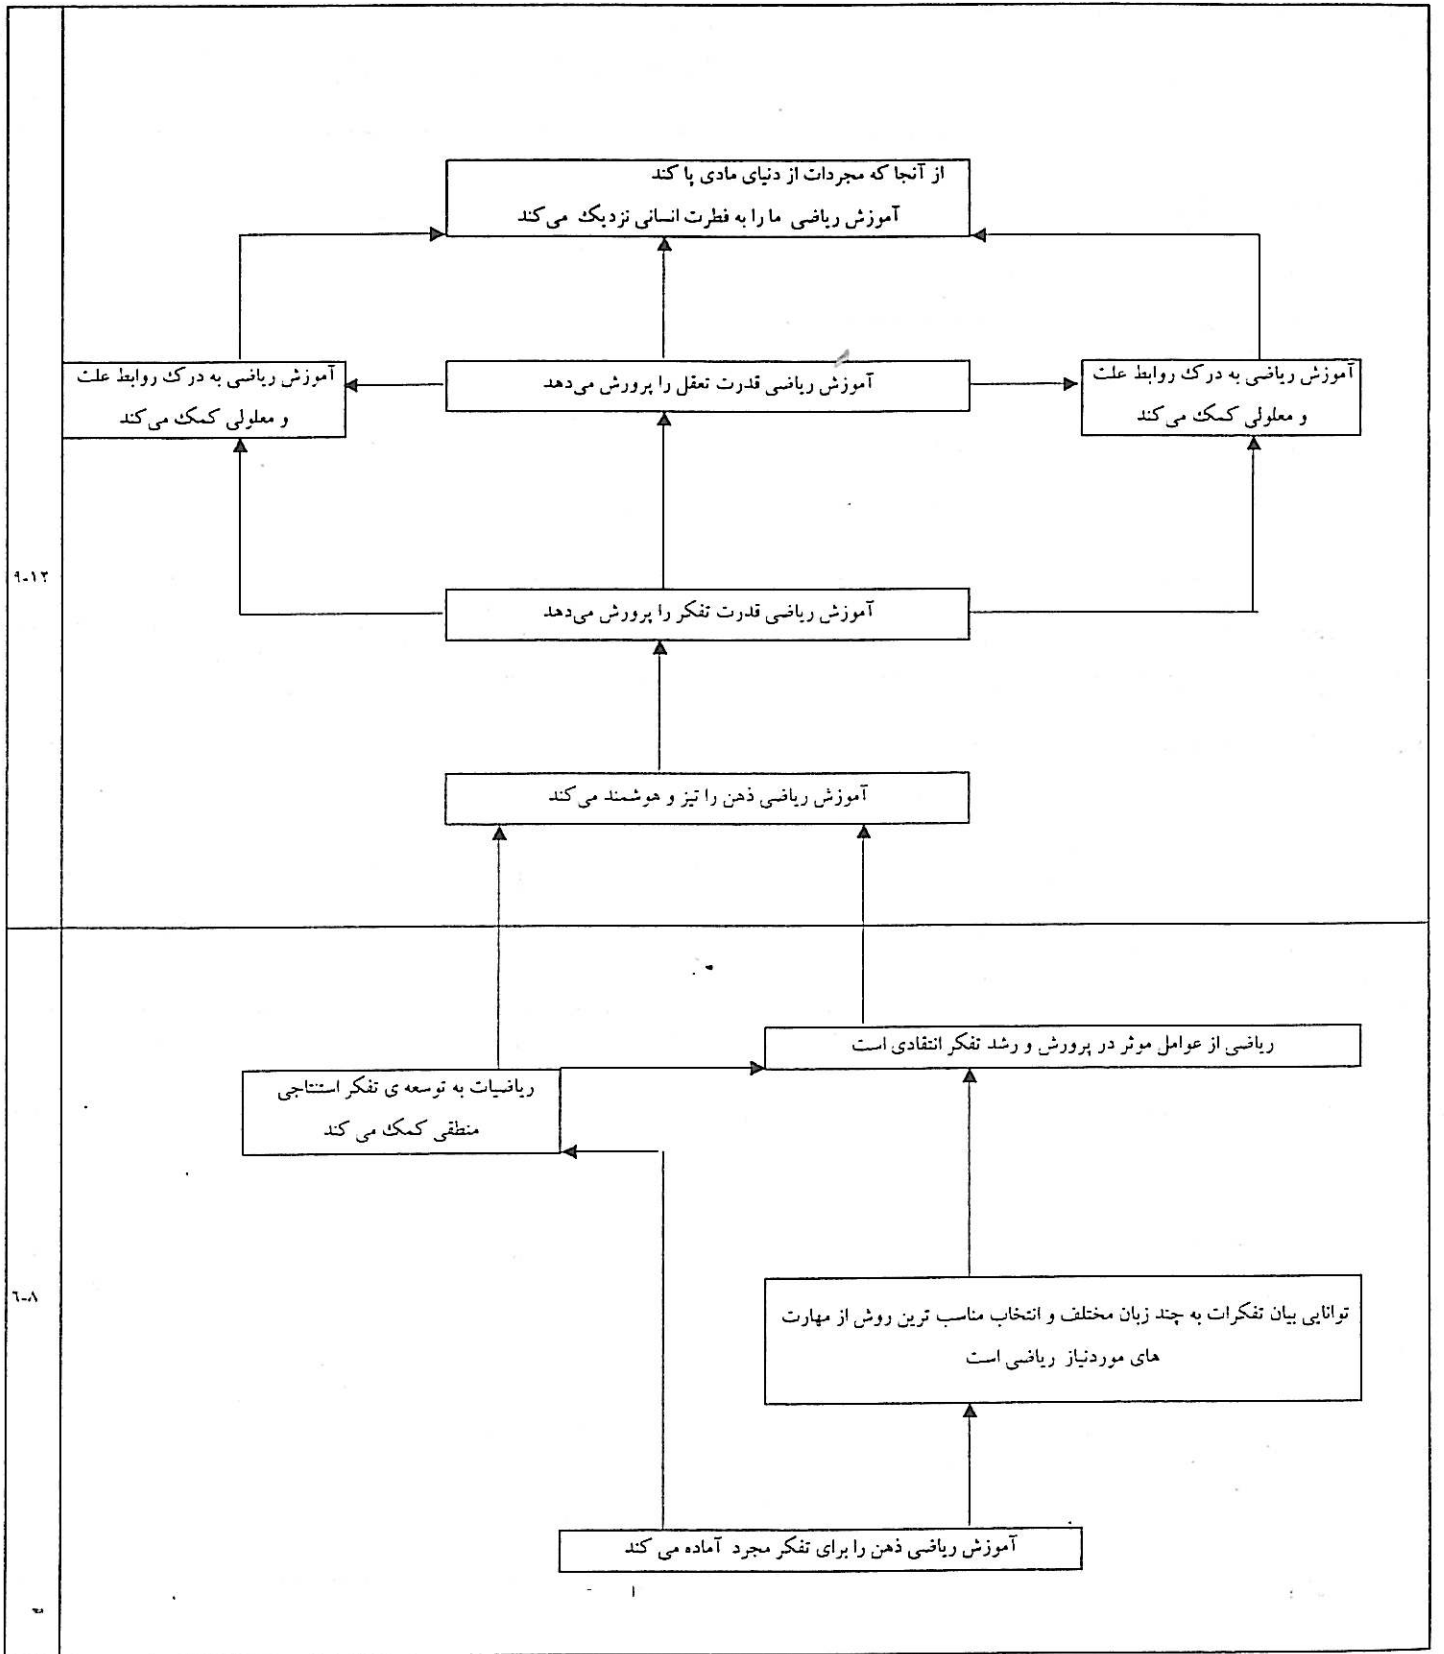 از آنجا که مجردات از دنیای مادی پا کند
آموزش ریاضی ما را به فطرت انسانی نزدیک می‌کند
آموزش ریاضی به درک روابط علت
و معلولی کمک می‌کند
آموزش ریاضی قدرت تعقل را پرورش می‌دهد
آموزش ریاضی به درک روابط علت
و معلولی کمک می‌کند
۹-۱۲
آموزش ریاضی قدرت تفکر را پرورش می‌دهد
آموزش ریاضی ذهن را تیز و هوشمند می‌کند
ریاضی از عوامل موثر در پرورش و رشد تفکر انتقادی است
ریاضیات به توسعه ی تفکر استنتاجی
منطقی کمک می کند
۶-۸
توانایی بیان تفکرات به چند زبان مختلف و انتخاب مناسب ترین روش از مهارت
های موردنیاز ریاضی است
آموزش ریاضی ذهن را برای تفکر مجرد آماده می کند